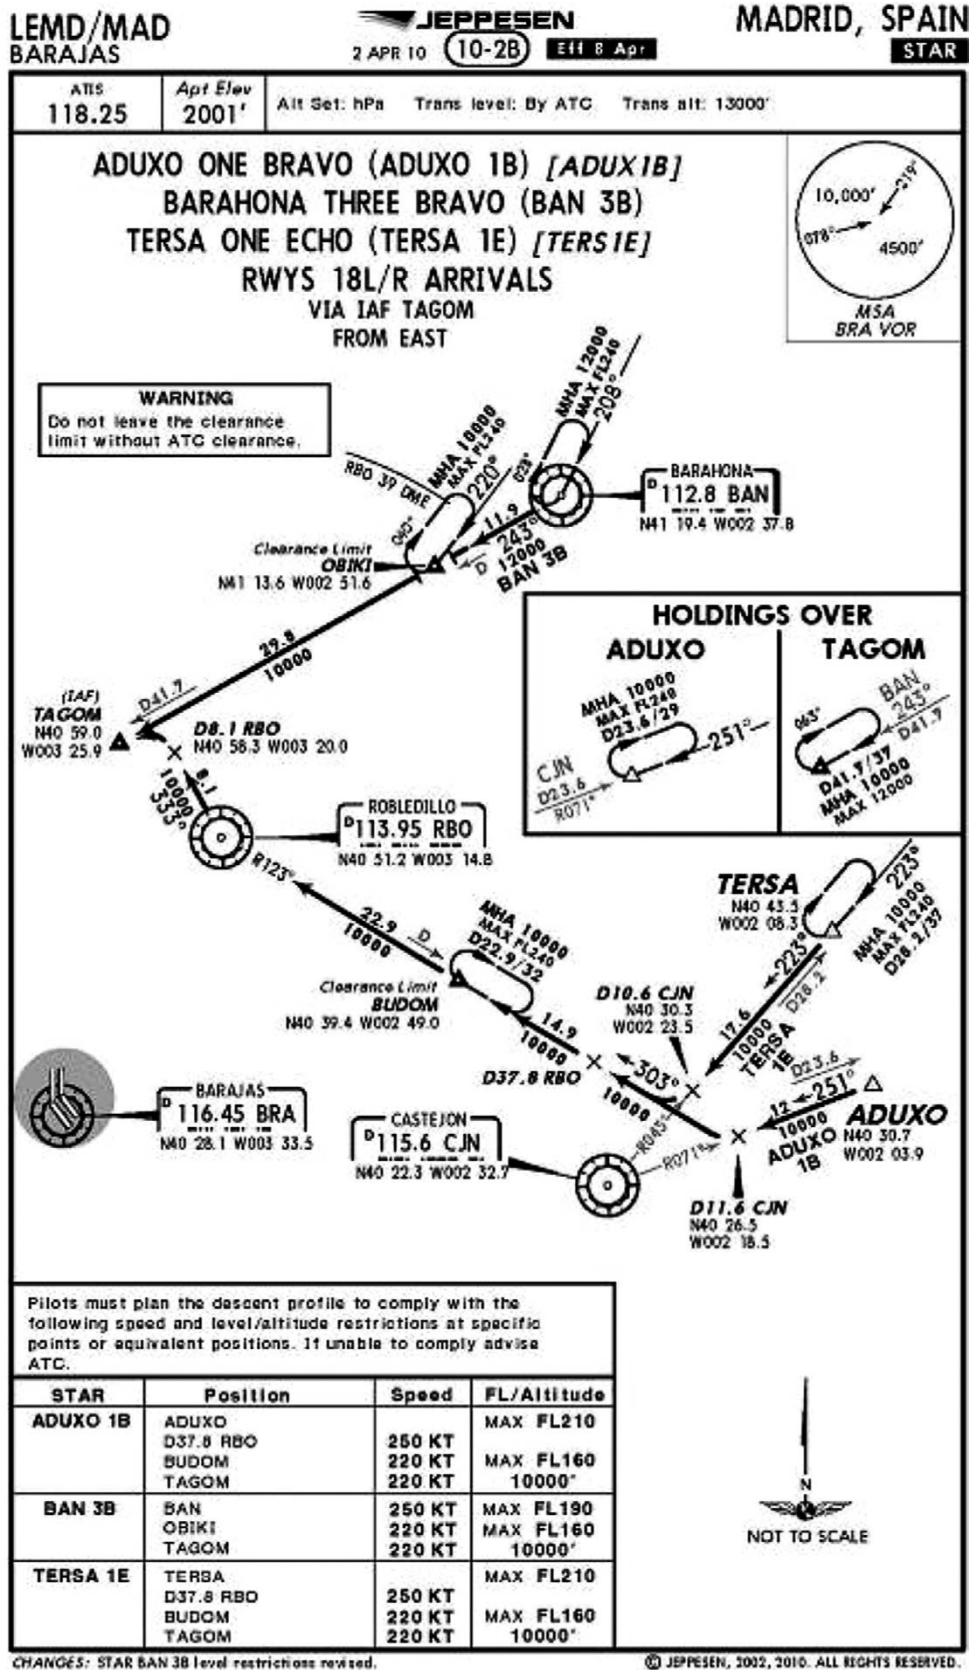 LEMD/MAD
BARAJAS
JEPPESEN
2 APR 10
10-2B
Eff 8 Apr
MADRID, SPAIN
STAR
ATIS
118.25
Apt Elev
2001'
Alt Set: hPa Trans level: By ATC Trans alt: 13000'
ADUXO ONE BRAVO (ADUXO 1B) [ADUX1B]
BARAHONA THREE BRAVO (BAN 3B)
TERSA ONE ECHO (TERSA 1E) [TERS1E]
RWYS 18L/R ARRIVALS
VIA IAF TAGOM
FROM EAST
10,000'
219°
078°
4500'
MSA
BRA VOR
WARNING
Do not leave the clearance
limit without ATC clearance.
RBO 39 DME
MHA 10000
MAX FL240
220°
040°
MHA 12000
MAX FL240
208°
028°
BARAHONA
D 112.8 BAN
N41 19.4 W002 37.8
11.9
243°
D 12000
BAN 3B
Clearance Limit
OBIKI
N41 13.6 W002 51.6
29.8
10000
D41.7
(IAF)
TAGOM
N40 59.0
W003 25.9
D8.1 RBO
N40 58.3 W003 20.0
8.1
10000
333°
ROBLEDILLO
D 113.95 RBO
N40 51.2 W003 14.8
R123°
HOLDINGS OVER
ADUXO
MHA 10000
MAX FL240
D23.6/29
251°
CJN
D23.6
R071°
TAGOM
063°
BAN
243°
D41.7
D41.7/37
MHA 10000
MAX 12000
22.9
10000
D
MHA 10000
MAX FL240
D22.9/32
Clearance Limit
BUDOM
N40 39.4 W002 49.0
14.9
10000
D37.8 RBO
TERSA
N40 43.5
W002 08.3
223°
MHA 10000
MAX FL240
D28.2/37
223°
D28.2
17.6
10000
TERSA
1E
D10.6 CJN
N40 30.3
W002 23.5
303°
10000
D23.6
251°
12
10000
ADUXO
1B
ADUXO
N40 30.7
W002 03.9
BARAJAS
D 116.45 BRA
N40 28.1 W003 33.5
CASTEJON
D 115.6 CJN
N40 22.3 W002 32.7
R045°
R071°
D11.6 CJN
N40 26.5
W002 18.5
Pilots must plan the descent profile to comply with the
following speed and level/altitude restrictions at specific
points or equivalent positions. If unable to comply advise
ATC.
STAR Position Speed FL/Altitude
ADUXO 1B ADUXO MAX FL210
D37.8 RBO 250 KT
BUDOM 220 KT MAX FL160
TAGOM 220 KT 10000'
BAN 3B BAN 250 KT MAX FL190
OBIKI 220 KT MAX FL160
TAGOM 220 KT 10000'
TERSA 1E TERSA MAX FL210
D37.8 RBO 250 KT
BUDOM 220 KT MAX FL160
TAGOM 220 KT 10000'
N
NOT TO SCALE
CHANGES: STAR BAN 3B level restrictions revised.
© JEPPESEN, 2002, 2010. ALL RIGHTS RESERVED.